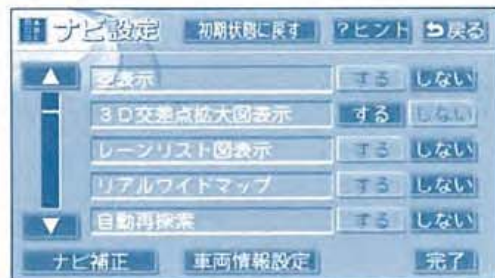 ナビ設定 初期状態に戻す ?ヒント 戻る
空表示 する しない
3D交差点拡大図表示 する しない
レーンリスト図表示 する しない
リアルワイドマップ する しない
自動再探索 する しない
ナビ補正 車両情報設定 完了